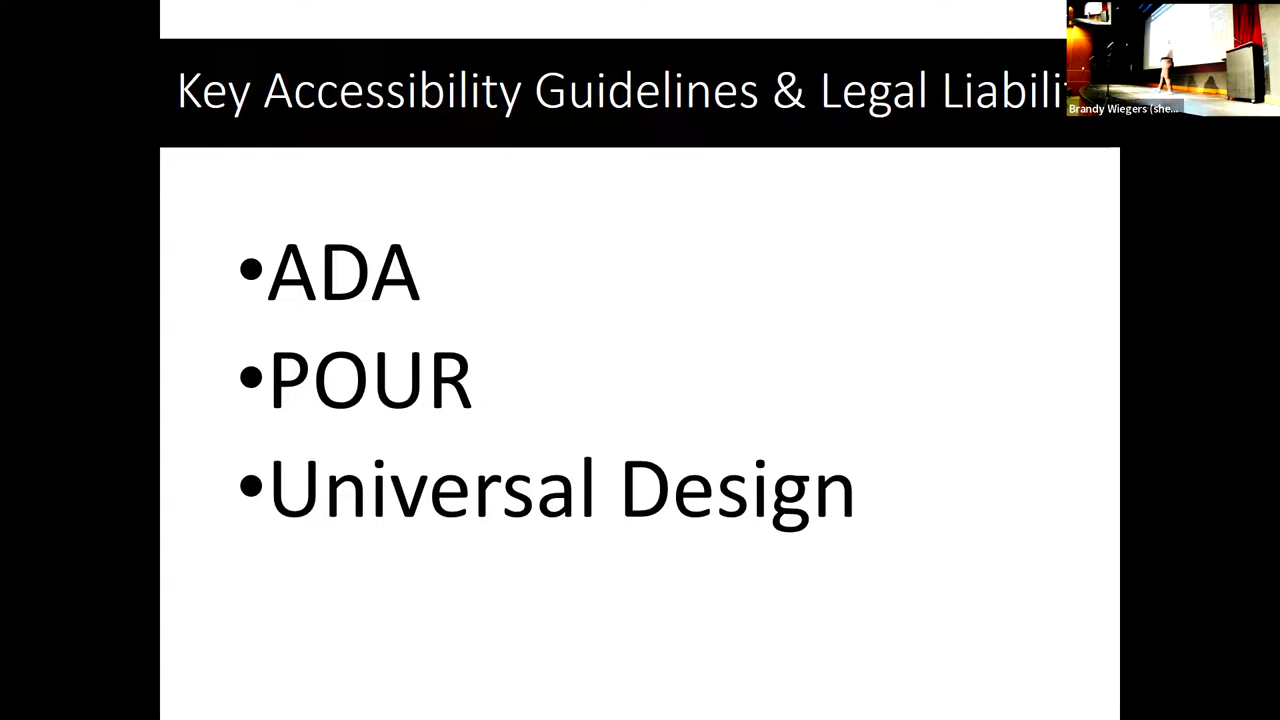 Key Accessibility Guidelines & Legal Liabili
Brandy Wiegers (she...
•ADA
•POUR
•Universal Design